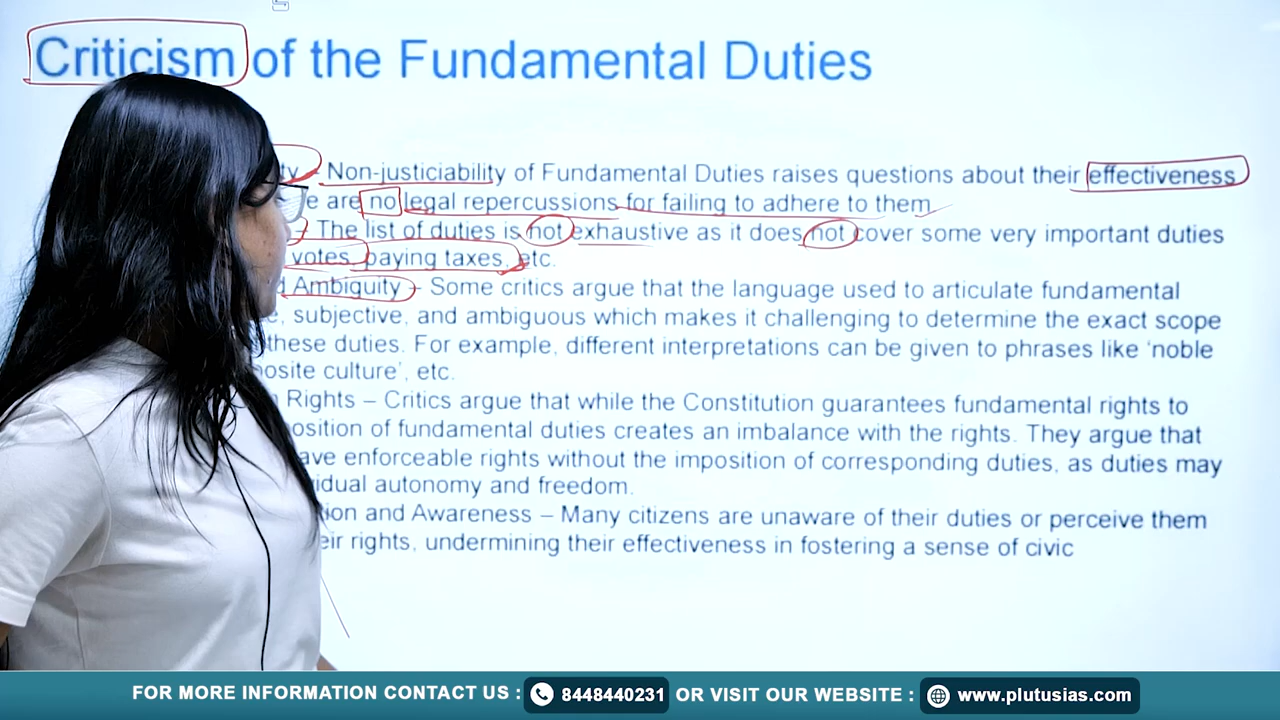 Criticism of the Fundamental Duties
ty - Non-justiciability of Fundamental Duties raises questions about their effectiveness
e are no legal repercussions for failing to adhere to them.
– The list of duties is not exhaustive as it does not cover some very important duties
votes, paying taxes, etc.
d Ambiguity – Some critics argue that the language used to articulate fundamental
e, subjective, and ambiguous which makes it challenging to determine the exact scope
these duties. For example, different interpretations can be given to phrases like ‘noble
posite culture’, etc.
n Rights – Critics argue that while the Constitution guarantees fundamental rights to
osition of fundamental duties creates an imbalance with the rights. They argue that
ave enforceable rights without the imposition of corresponding duties, as duties may
vidual autonomy and freedom.
tion and Awareness – Many citizens are unaware of their duties or perceive them
eir rights, undermining their effectiveness in fostering a sense of civic
FOR MORE INFORMATION CONTACT US : 8448440231 OR VISIT OUR WEBSITE : www.plutusias.com